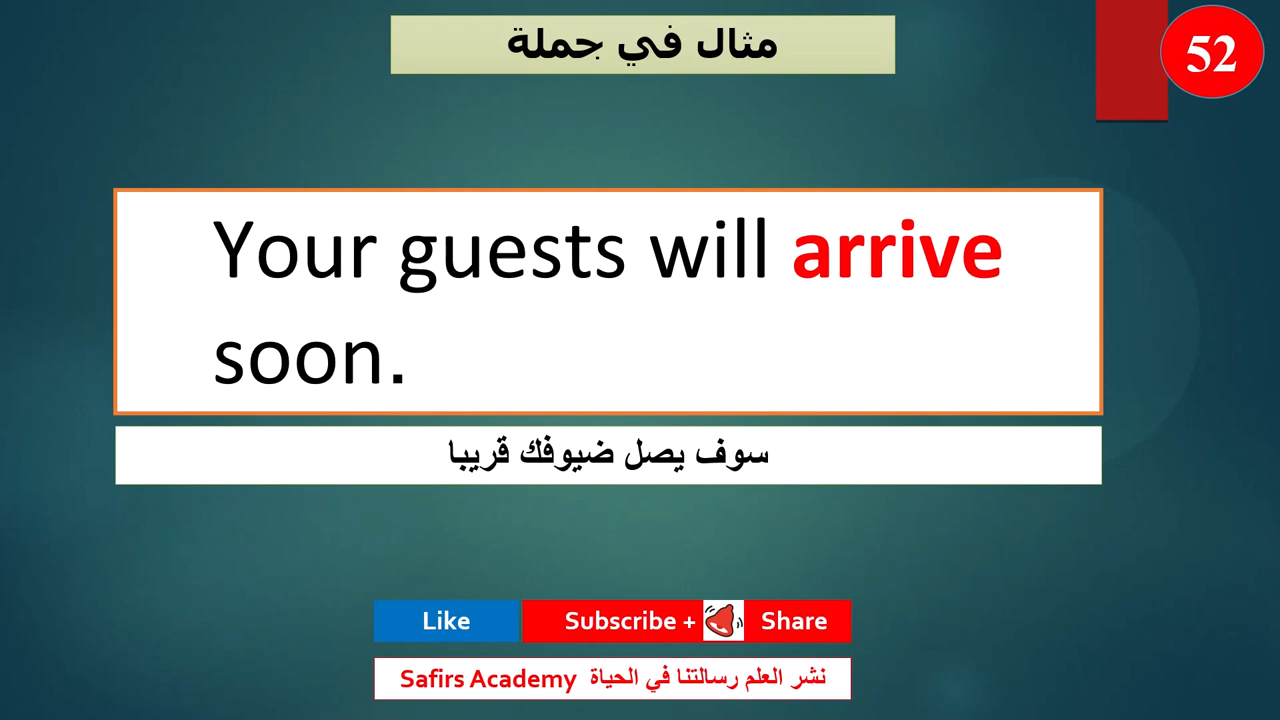 مثال في جملة
52
Your guests will arrive
soon.
سوف يصل ضيوفك قريبا
Like
Subscribe +
Share
Safirs Academy نشر العلم رسالتنا في الحياة